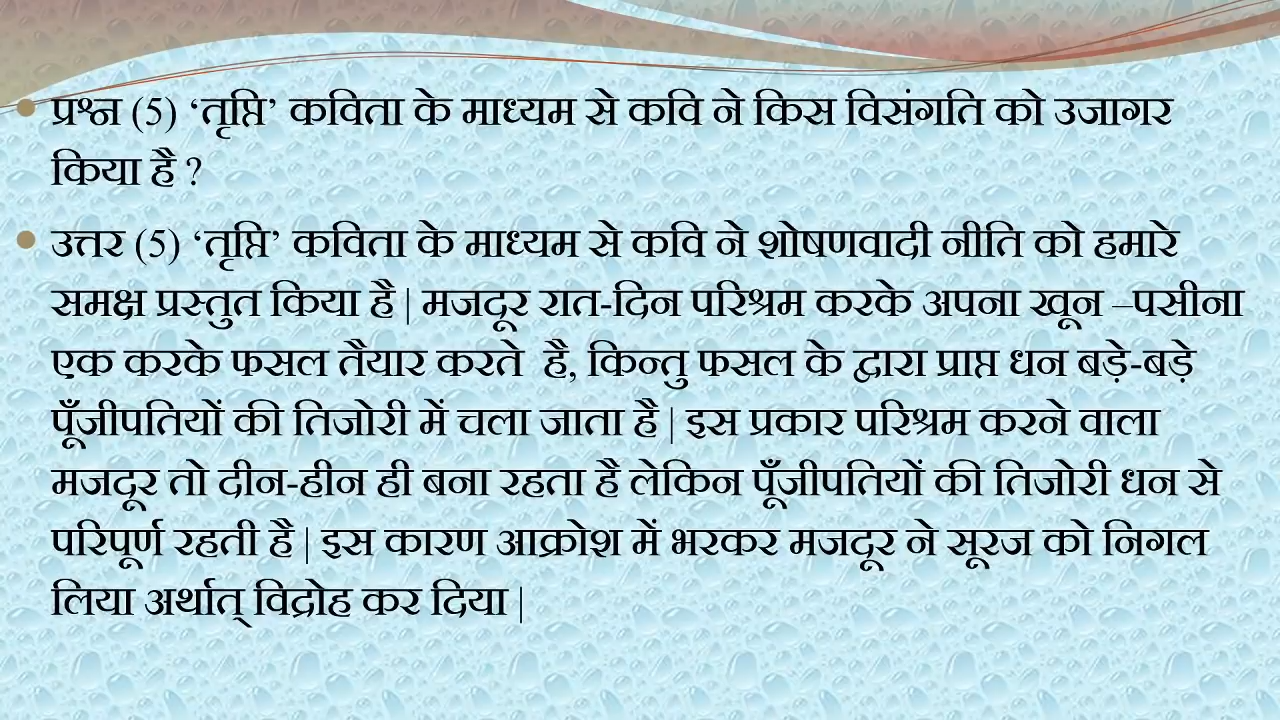 प्रश्न (5) ‘तृप्ति’ कविता के माध्यम से कवि ने किस विसंगति को उजागर
किया है ?
उत्तर (5) ‘तृप्ति’ कविता के माध्यम से कवि ने शोषणवादी नीति को हमारे
समक्ष प्रस्तुत किया है | मजदूर रात-दिन परिश्रम करके अपना खून –पसीना
एक करके फसल तैयार करते  है, किन्तु फसल के द्वारा प्राप्त धन बड़े-बड़े
पूँजीपतियों की तिजोरी में चला जाता है | इस प्रकार परिश्रम करने वाला
मजदूर तो दीन-हीन ही बना रहता है लेकिन पूँजीपतियों की तिजोरी धन से
परिपूर्ण रहती है | इस कारण आक्रोश में भरकर मजदूर ने सूरज को निगल
लिया अर्थात् विद्रोह कर दिया |